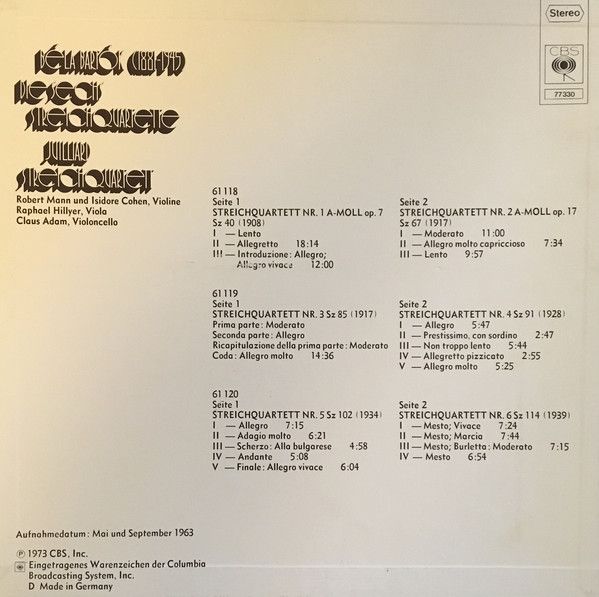 Stereo
CBS
77330
BÉLA BARTÓK (1881-1945)
DIE SECHS
STREICHQUARTETTE
JUILLIARD
STREICHQUARTETT
Robert Mann und Isidore Cohen, Violine
Raphael Hillyer, Viola
Claus Adam, Violoncello
61 118
Seite 1
STREICHQUARTETT NR. 1 A-MOLL op. 7
Sz 40 (1908)
I — Lento
II — Allegretto 18:14
III — Introduzione: Allegro;
Allegro vivace 12:00
Seite 2
STREICHQUARTETT NR. 2 A-MOLL op. 17
Sz 67 (1917)
I — Moderato 11:00
II — Allegro molto capriccioso 7:34
III — Lento 9:57
61 119
Seite 1
STREICHQUARTETT NR. 3 Sz 85 (1917)
Prima parte: Moderato
Seconda parte: Allegro
Ricapitulazione della prima parte: Moderato
Coda: Allegro molto 14:36
Seite 2
STREICHQUARTETT NR. 4 Sz 91 (1928)
I — Allegro 5:47
II — Prestissimo, con sordino 2:47
III — Non troppo lento 5:44
IV — Allegretto pizzicato 2:55
V — Allegro molto 5:25
61 120
Seite 1
STREICHQUARTETT NR. 5 Sz 102 (1934)
I — Allegro 7:15
II — Adagio molto 6:21
III — Scherzo: Alla bulgarese 4:58
IV — Andante 5:08
V — Finale: Allegro vivace 6:04
Seite 2
STREICHQUARTETT NR. 6 Sz 114 (1939)
I — Mesto; Vivace 7:24
II — Mesto; Marcia 7:44
III — Mesto; Burletta: Moderato 7:15
IV — Mesto 6:54
Aufnahmedatum: Mai und September 1963
℗ 1973 CBS, Inc.
Eingetragenes Warenzeichen der Columbia
Broadcasting System, Inc.
D Made in Germany